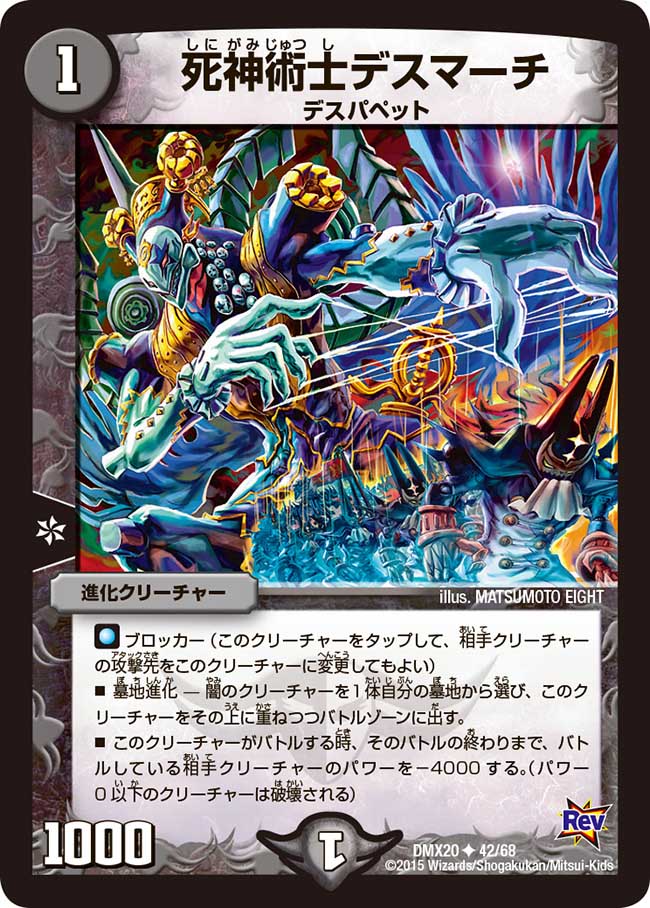 1
しにがみじゅつし
死神術士デスマーチ
デスパペット
進化クリーチャー
illus. MATSUMOTO EIGHT
ブロッカー (このクリーチャーをタップして、相手クリーチャー
の攻撃先をこのクリーチャーに変更してもよい)
■ 墓地進化 ― 闇のクリーチャーを1体自分の墓地から選び、このク
リーチャーをその上に重ねつつバトルゾーンに出す。
■ このクリーチャーがバトルする時、そのバトルの終わりまで、バト
ルしている相手クリーチャーのパワーを-4000する。(パワー
0以下のクリーチャーは破壊される)
Rev
1000
1
DMX20 ◆ 42/68
©2015 Wizards/Shogakukan/Mitsui-Kids